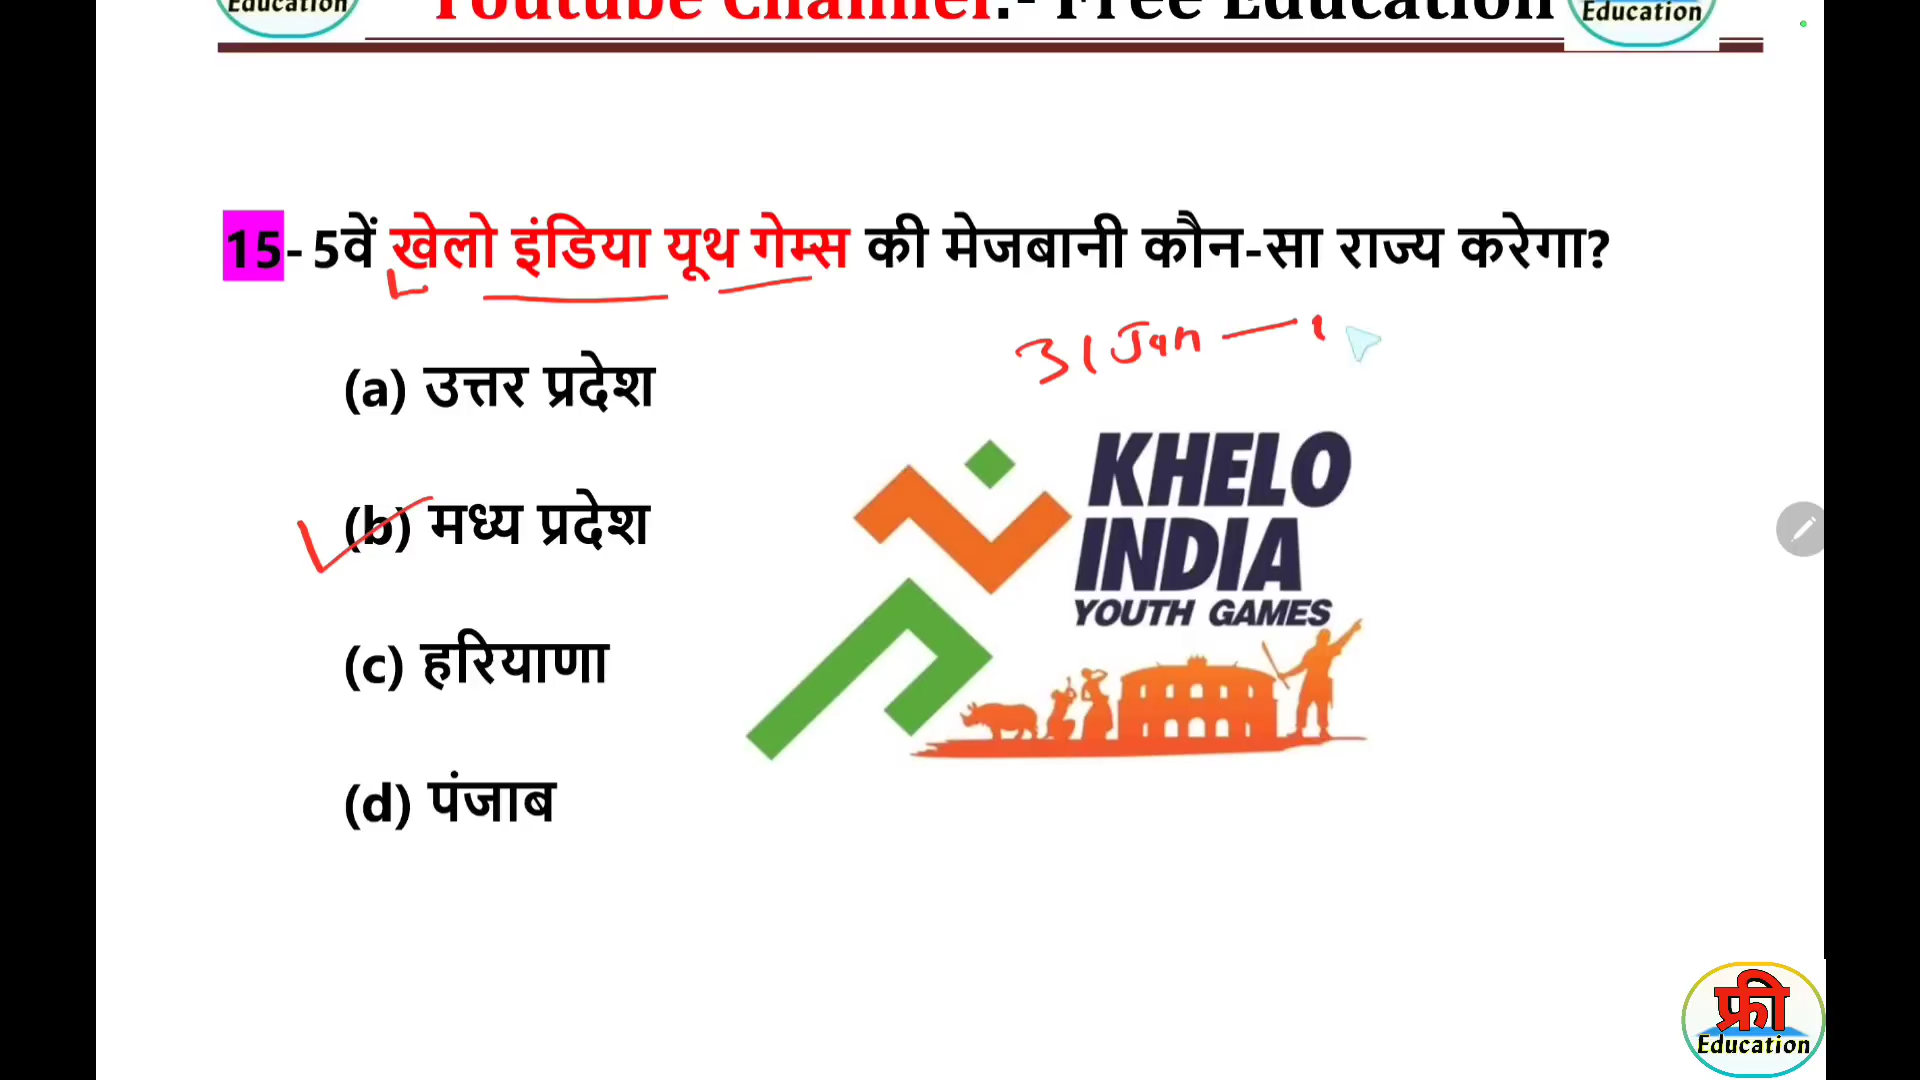 Education Youtube Channel:- Free Education Education
15- 5वें खेलो इंडिया यूथ गेम्स की मेजबानी कौन-सा राज्य करेगा?
31 Jan —
(a) उत्तर प्रदेश
(b) मध्य प्रदेश
(c) हरियाणा
(d) पंजाब
KHELO
INDIA
YOUTH GAMES
फ्री
Education